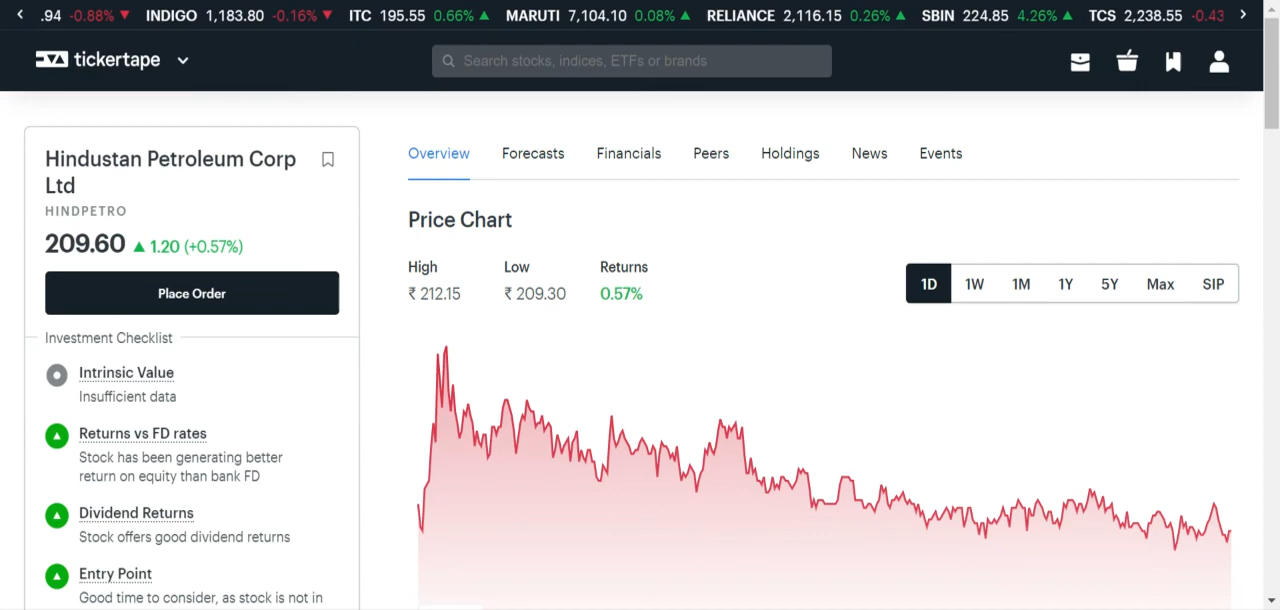 .94 -0.88% INDIGO 1,183.80 -0.16% ITC 195.55 0.66% MARUTI 7,104.10 0.08% RELIANCE 2,116.15 0.26% SBIN 224.85 4.26% TCS 2,238.55 -0.43
tickertape
Search stocks, indices, ETFs or brands
Hindustan Petroleum Corp
Ltd
HINDPETRO
209.60 1.20 (+0.57%)
Place Order
Investment Checklist
Intrinsic Value
Insufficient data
Returns vs FD rates
Stock has been generating better
return on equity than bank FD
Dividend Returns
Stock offers good dividend returns
Entry Point
Good time to consider, as stock is not in
Overview Forecasts Financials Peers Holdings News Events
Price Chart
High Low Returns
₹ 212.15 ₹ 209.30 0.57%
1D 1W 1M 1Y 5Y Max SIP